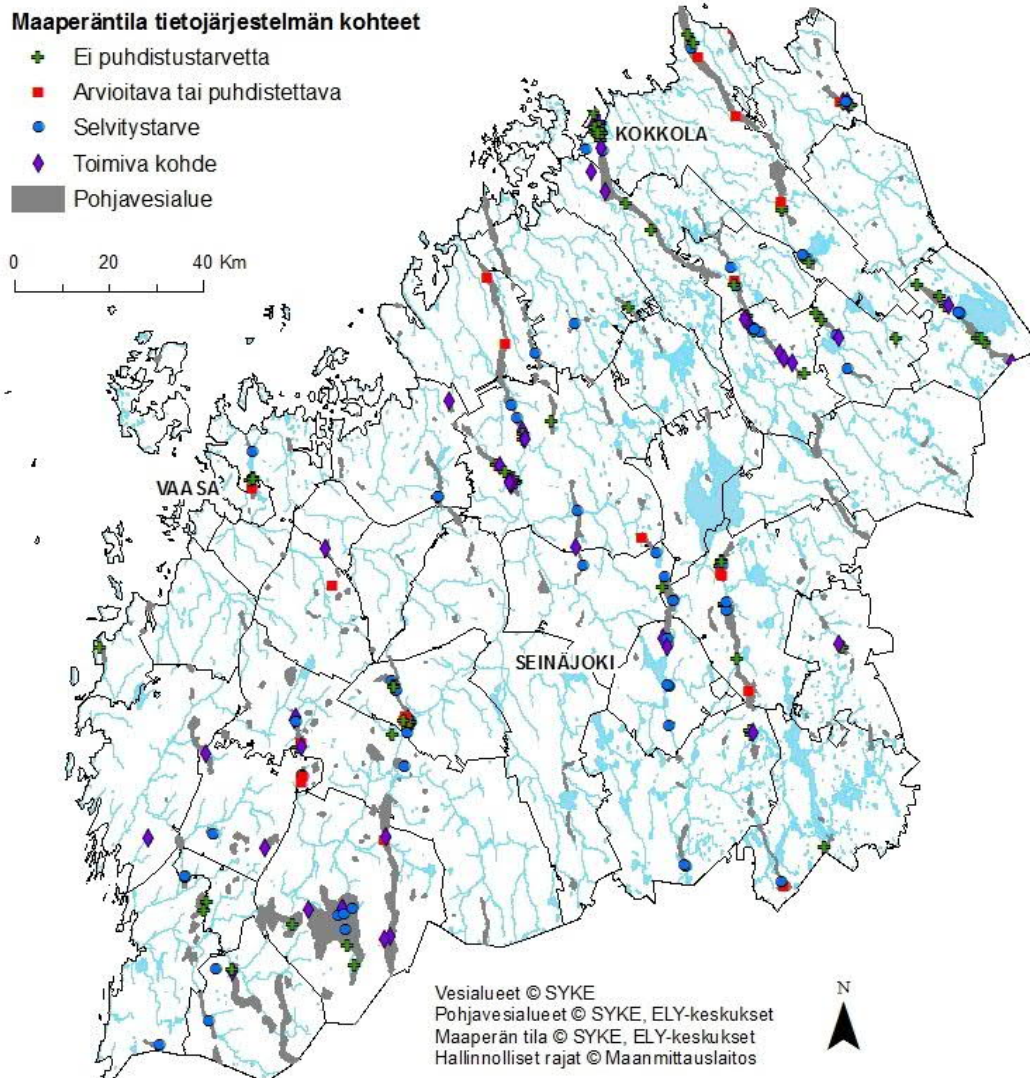 Maaperäntila tietojärjestelmän kohteet
Ei puhdistustarvetta
Arvioitava tai puhdistettava
Selvitystarve
Toimiva kohde
Pohjavesialue
0 20 40 Km
KOKKOLA
VAASA
SEINÄJOKI
Vesialueet © SYKE
Pohjavesialueet © SYKE, ELY-keskukset
Maaperän tila © SYKE, ELY-keskukset
Hallinnolliset rajat © Maanmittauslaitos
N